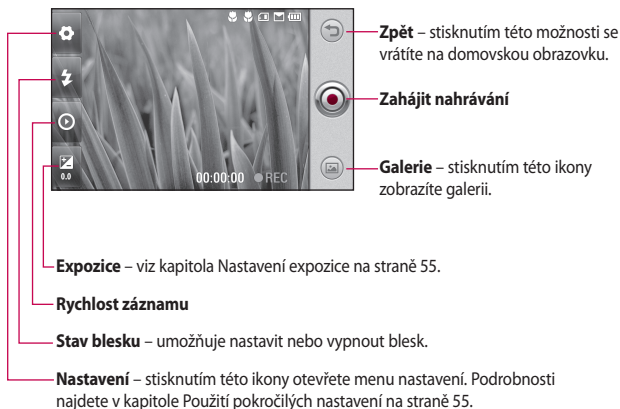 Zpět – stisknutím této možnosti se
vrátíte na domovskou obrazovku.
Zahájit nahrávání
Galerie – stisknutím této ikony
zobrazíte galerii.
0.0
00:00:00 REC
Expozice – viz kapitola Nastavení expozice na straně 55.
Rychlost záznamu
Stav blesku – umožňuje nastavit nebo vypnout blesk.
Nastavení – stisknutím této ikony otevřete menu nastavení. Podrobnosti
najdete v kapitole Použití pokročilých nastavení na straně 55.